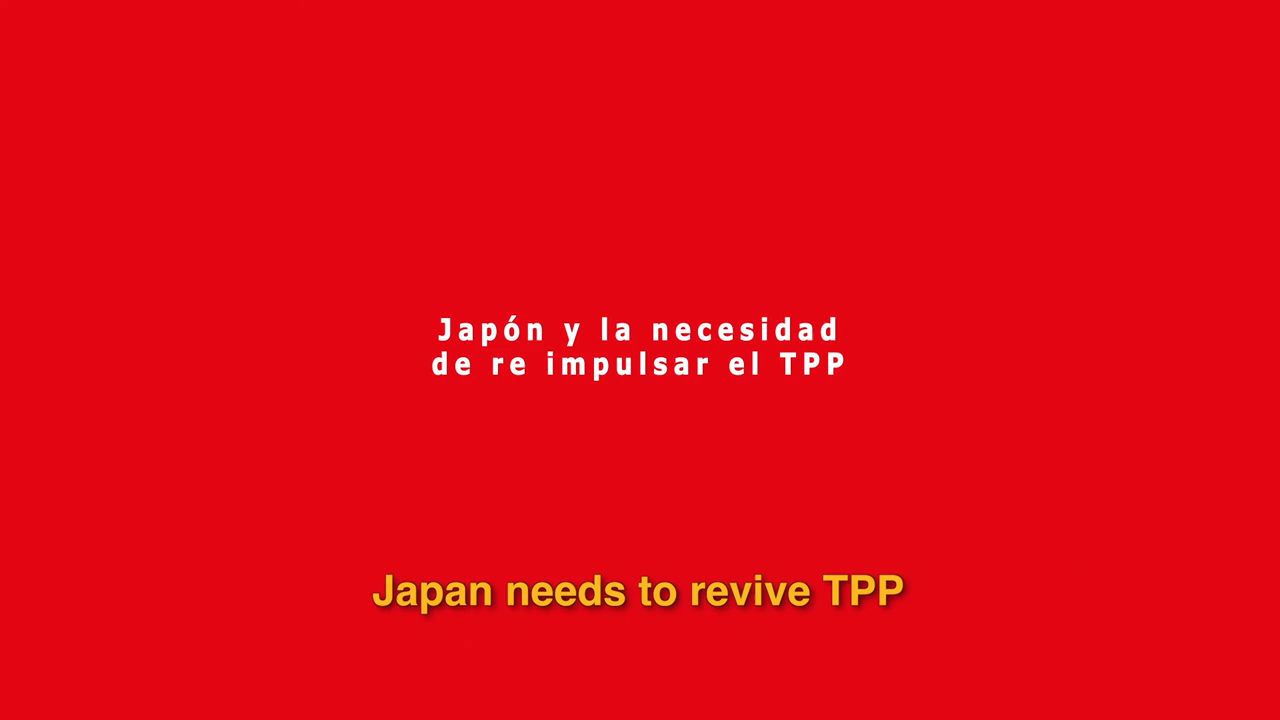 Japón y la necesidad
de re impulsar el TPP
Japan needs to revive TPP